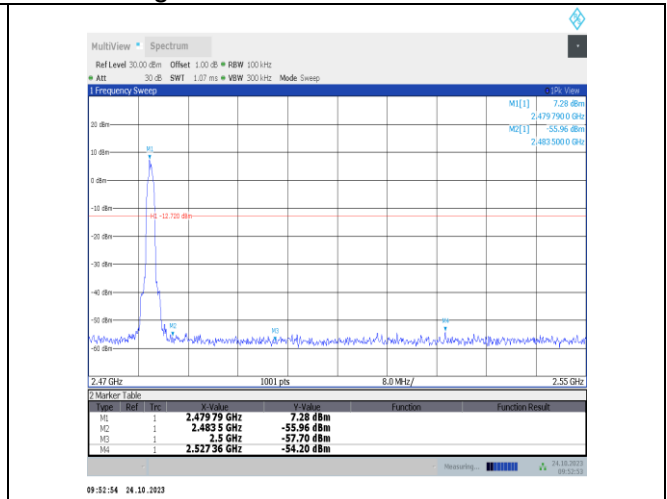 MultiView Spectrum
Ref Level 30.00 dBm Offset 1.00 dB RBW 100 kHz
Att 30 dB SWT 1.07 ms VBW 300 kHz Mode Sweep
1 Frequency Sweep 1Pk View
M1[1] 7.28 dBm
2.479 790 0 GHz
M2[1] -55.96 dBm
2.483 500 0 GHz
20 dBm
10 dBm
M1
0 dBm
-10 dBm
H1 -12.720 dBm
-20 dBm
-30 dBm
-40 dBm
-50 dBm
M2
M3
-60 dBm
2.47 GHz 1001 pts 8.0 MHz/ 2.55 GHz
2 Marker Table
Type Ref Trc X-Value Y-Value Function Function Result
M1 1 2.479 79 GHz 7.28 dBm
M2 1 2.483 5 GHz -55.96 dBm
M3 1 2.5 GHz -57.70 dBm
M4 1 2.527 36 GHz -54.20 dBm
Measuring... 24.10.2023
09:52:53
09:52:54 24.10.2023